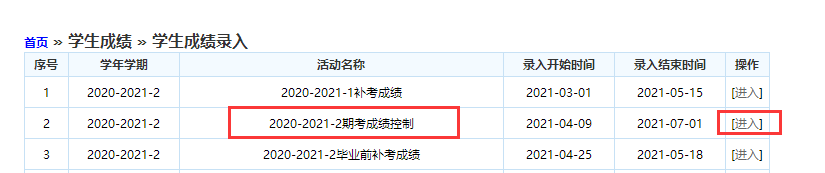 首页 » 学生成绩 » 学生成绩录入
序号 学年学期 活动名称 录入开始时间 录入结束时间 操作
1 2020-2021-2 2020-2021-1补考成绩 2021-03-01 2021-05-15 [进入]
2 2020-2021-2 2020-2021-2期考成绩控制 2021-04-09 2021-07-01 [进入]
3 2020-2021-2 2020-2021-2毕业前补考成绩 2021-04-25 2021-05-18 [进入]